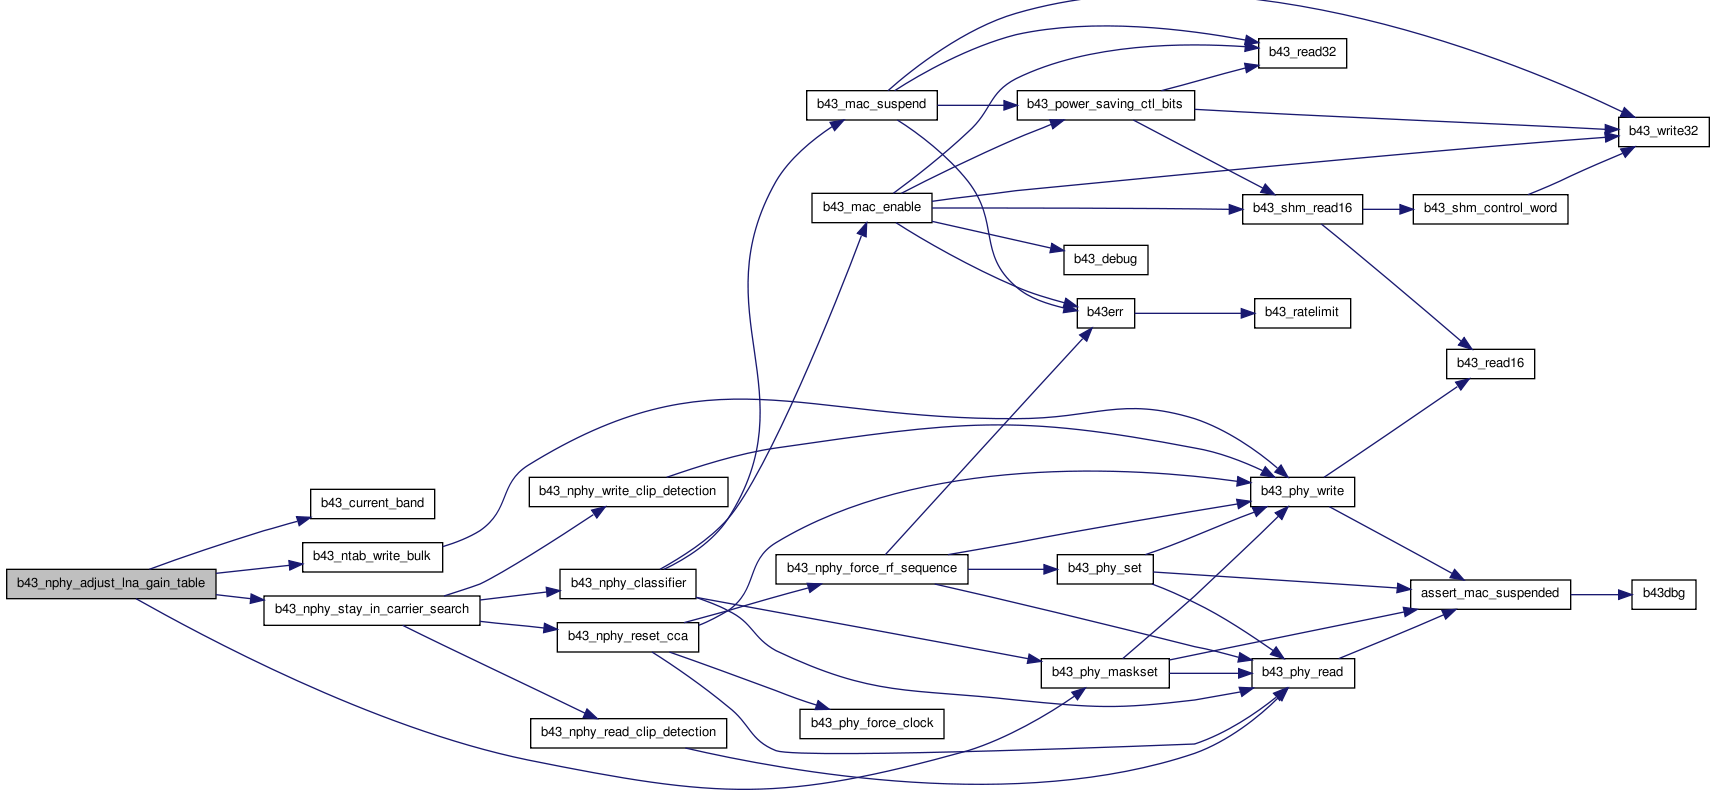 b43_read32
b43_mac_suspend
b43_power_saving_ctl_bits
b43_write32
b43_mac_enable
b43_shm_read16
b43_shm_control_word
b43_debug
b43err
b43_ratelimit
b43_read16
b43_current_band
b43_nphy_write_clip_detection
b43_phy_write
b43_ntab_write_bulk
b43_nphy_adjust_lna_gain_table
b43_nphy_classifier
b43_nphy_force_rf_sequence
b43_phy_set
assert_mac_suspended
b43dbg
b43_nphy_stay_in_carrier_search
b43_nphy_reset_cca
b43_phy_maskset
b43_phy_read
b43_nphy_read_clip_detection
b43_phy_force_clock